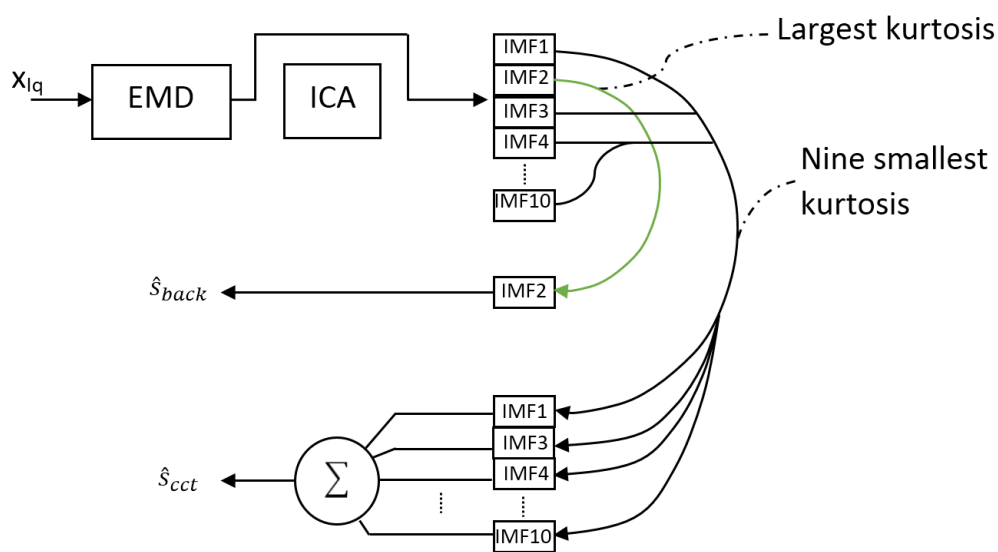 Largest kurtosis
x_Iq
EMD
ICA
IMF1
IMF2
IMF3
IMF4
IMF10
Nine smallest
kurtosis
ŝ_back
IMF2
ŝ_cct
Σ
IMF1
IMF3
IMF4
IMF10